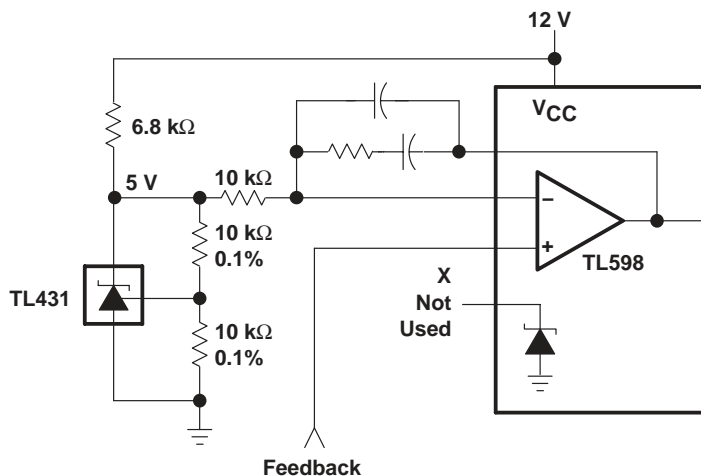 12 V
VCC
6.8 kΩ
5 V
10 kΩ
10 kΩ
0.1%
TL431
10 kΩ
0.1%
−
+
TL598
X
Not
Used
Feedback